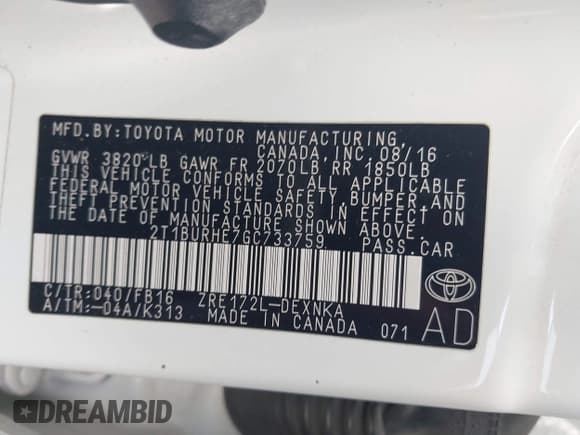 MFD.BY:TOYOTA MOTOR MANUFACTURING,
CANADA, INC. 08/16
GVWR 3820 LB GAWR FR 2020LB RR 1850LB
THIS VEHICLE CONFORMS TO ALL APPLICABLE
FEDERAL MOTOR VEHICLE SAFETY, BUMPER AND
THEFT PREVENTION STANDARDS IN EFFECT ON
THE DATE OF MANUFACTURE SHOWN ABOVE.
2T1BURHE7GC733759 PASS.CAR
C/TR:040/FB16 ZRE172L-DEXNKA
A/TM:-04A/K313 MADE IN CANADA 071
AD
DREAMBID